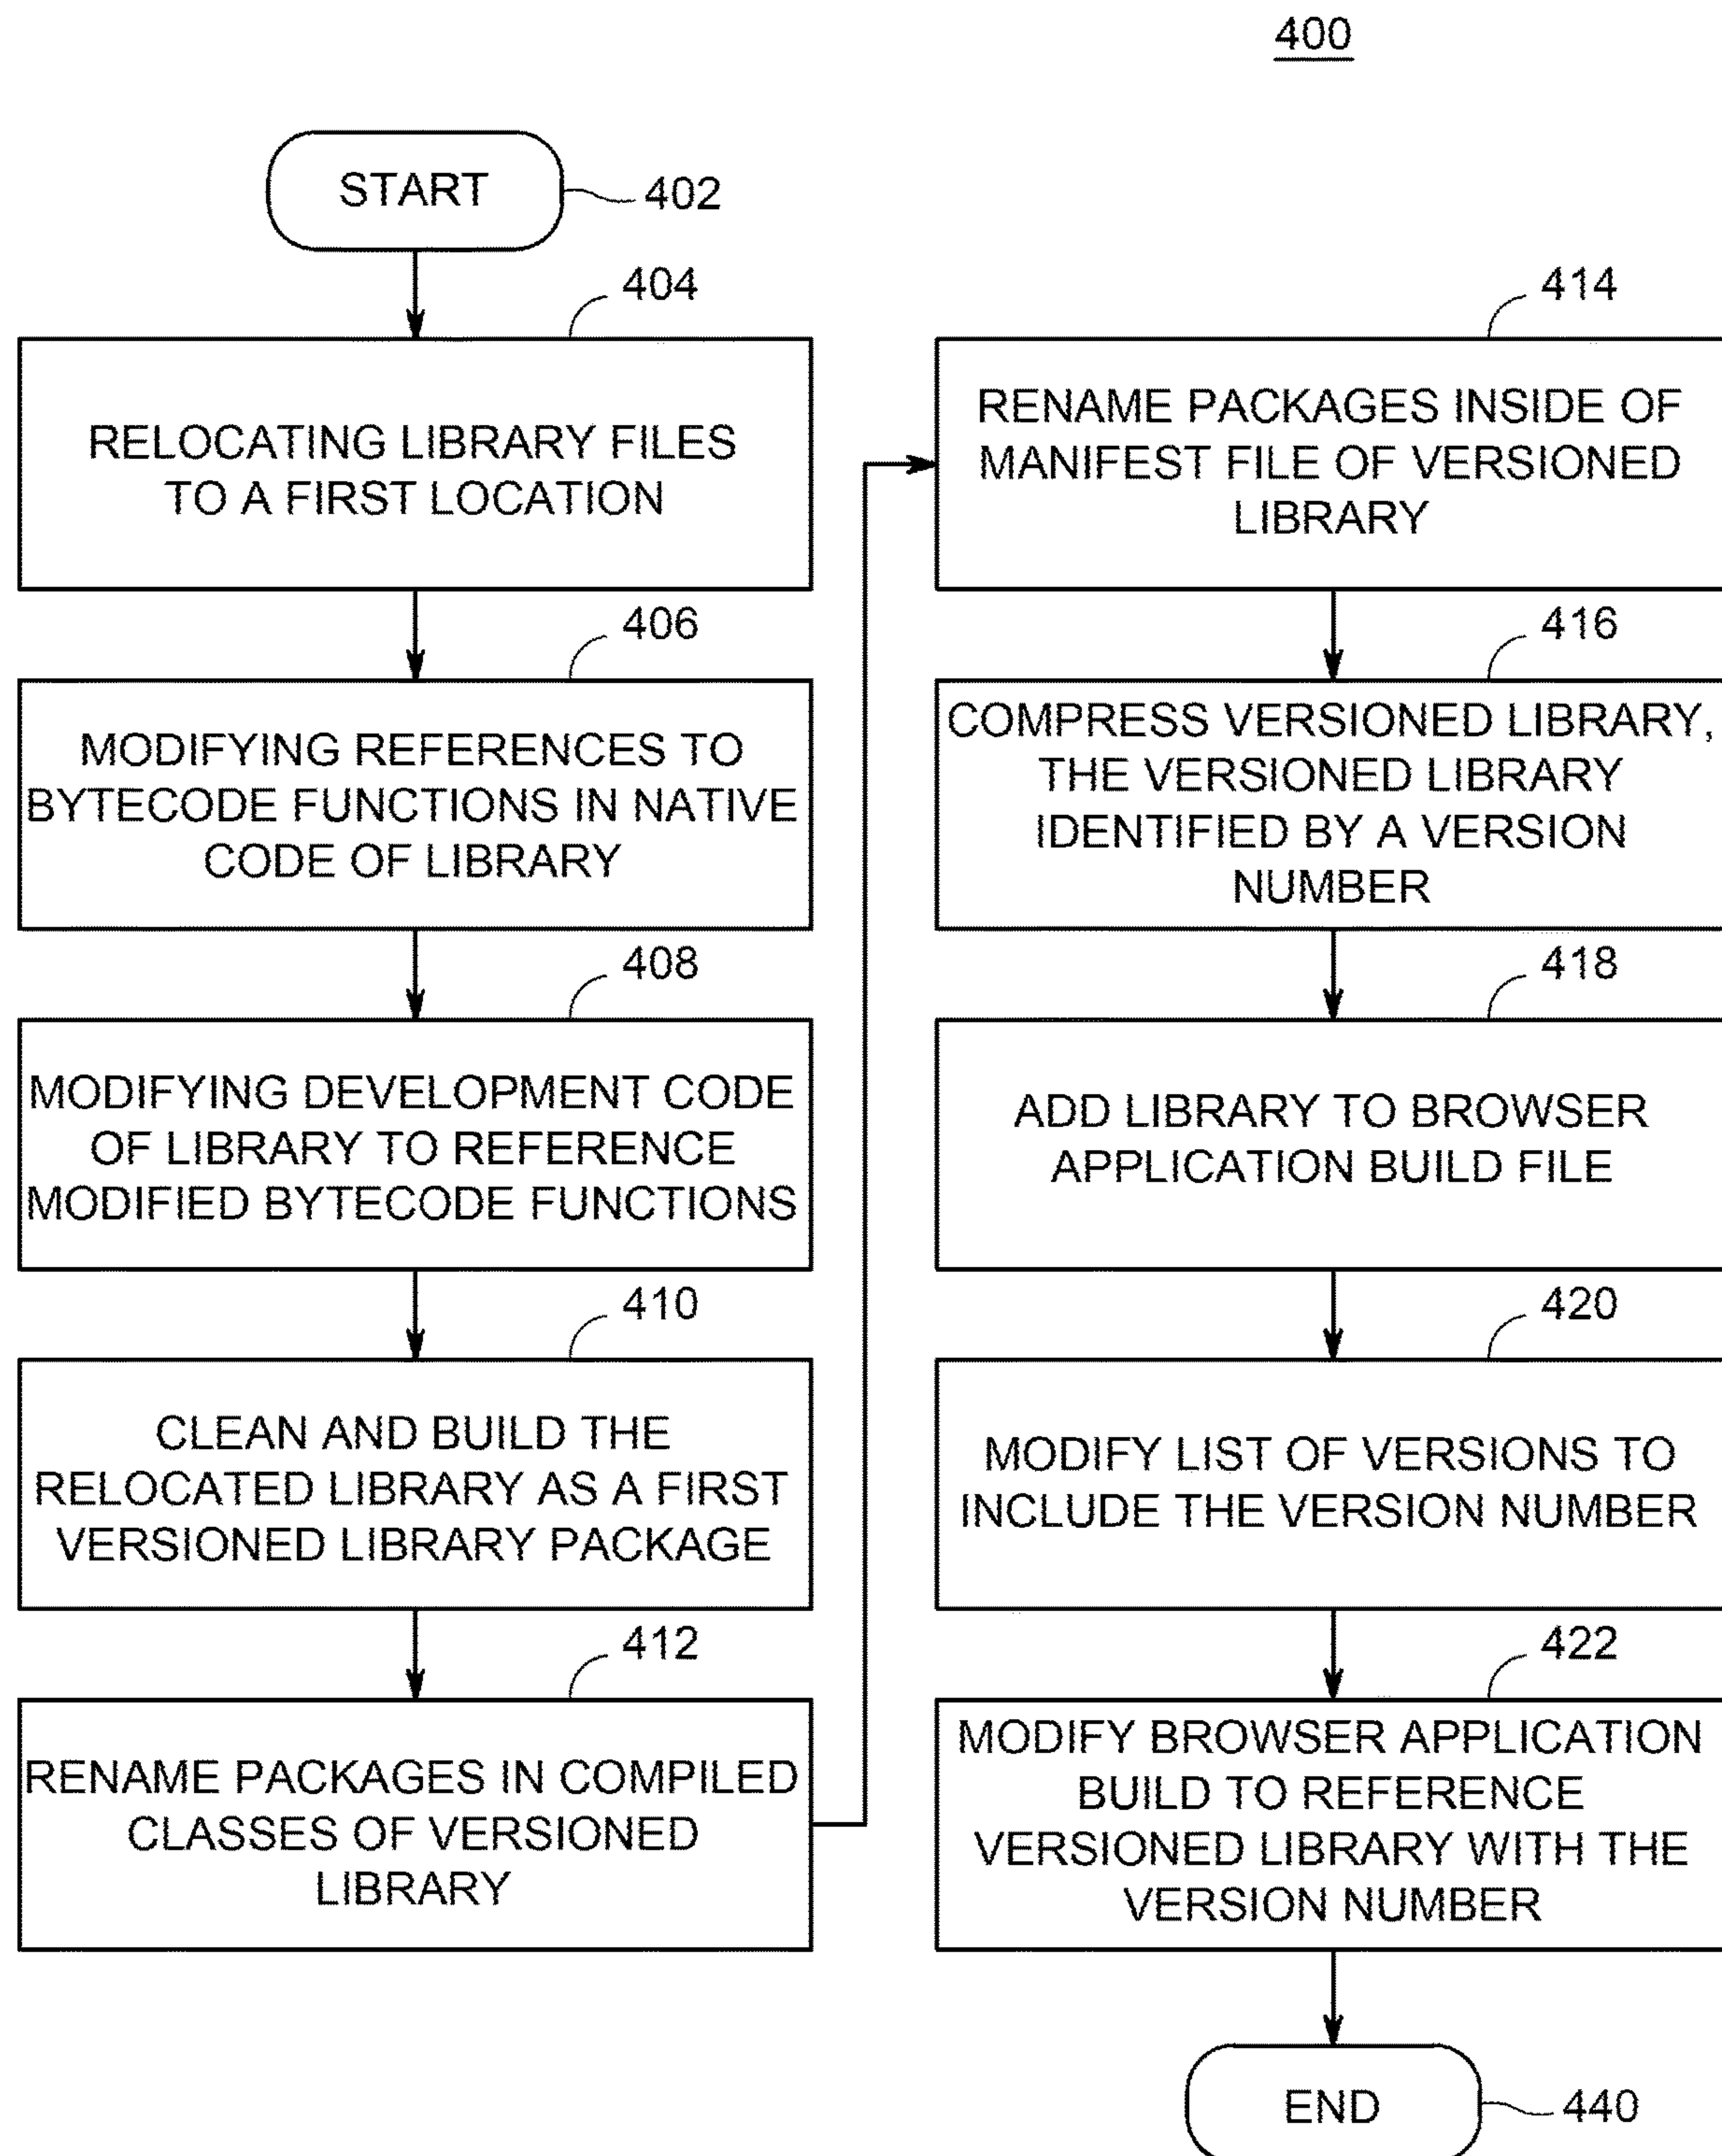 400
START
402
404
RELOCATING LIBRARY FILES
TO A FIRST LOCATION
406
MODIFYING REFERENCES TO
BYTECODE FUNCTIONS IN NATIVE
CODE OF LIBRARY
408
MODIFYING DEVELOPMENT CODE
OF LIBRARY TO REFERENCE
MODIFIED BYTECODE FUNCTIONS
410
CLEAN AND BUILD THE
RELOCATED LIBRARY AS A FIRST
VERSIONED LIBRARY PACKAGE
412
RENAME PACKAGES IN COMPILED
CLASSES OF VERSIONED
LIBRARY
414
RENAME PACKAGES INSIDE OF
MANIFEST FILE OF VERSIONED
LIBRARY
416
COMPRESS VERSIONED LIBRARY,
THE VERSIONED LIBRARY
IDENTIFIED BY A VERSION
NUMBER
418
ADD LIBRARY TO BROWSER
APPLICATION BUILD FILE
420
MODIFY LIST OF VERSIONS TO
INCLUDE THE VERSION NUMBER
422
MODIFY BROWSER APPLICATION
BUILD TO REFERENCE
VERSIONED LIBRARY WITH THE
VERSION NUMBER
END
440